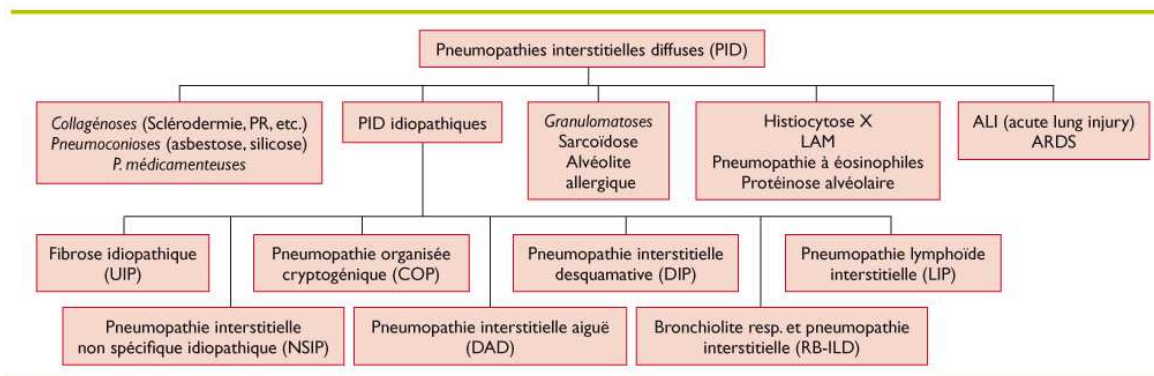 Pneumopathies interstitielles diffuses (PID)
Collagénoses (Sclérodermie, PR, etc.)
Pneumoconioses (asbestose, silicose)
P. médicamenteuses
PID idiopathiques
Granulomatoses
Sarcoïdose
Alvéolite
allergique
Histiocytose X
LAM
Pneumopathie à éosinophiles
Protéinose alvéolaire
ALI (acute lung injury)
ARDS
Fibrose idiopathique
(UIP)
Pneumopathie organisée
cryptogénique (COP)
Pneumopathie interstitielle
desquamative (DIP)
Pneumopathie lymphoïde
interstitielle (LIP)
Pneumopathie interstitielle
non spécifique idiopathique (NSIP)
Pneumopathie interstitielle aiguë
(DAD)
Bronchiolite resp. et pneumopathie
interstitielle (RB-ILD)